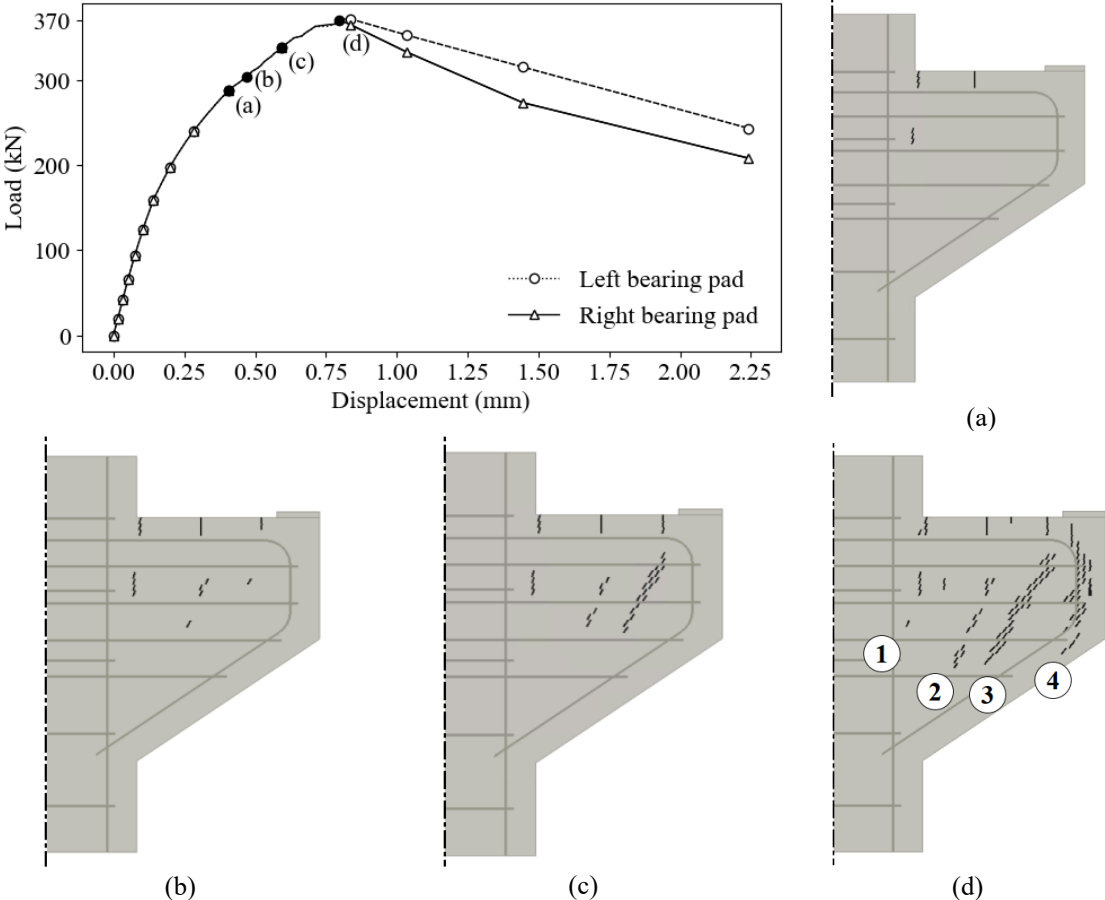 370
300
200
100
0
Load (kN)
(a)
(b)
(c)
(d)
Left bearing pad
Right bearing pad
0.00 0.25 0.50 0.75 1.00 1.25 1.50 1.75 2.00 2.25
Displacement (mm)
(a)
1
2
3
4
(b)
(c)
(d)